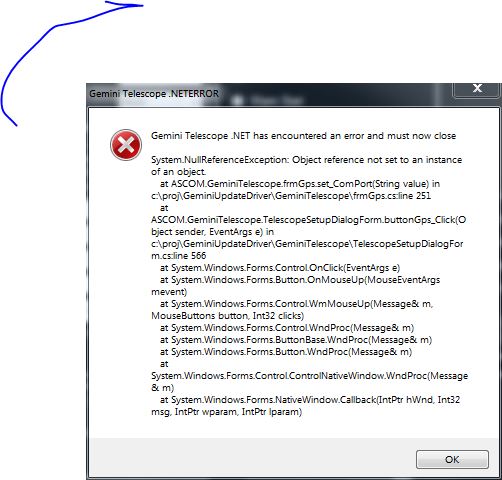 Gemini Telescope .NETERROR
X
Gemini Telescope .NET has encountered an error and must now close
System.NullReferenceException: Object reference not set to an instance
of an object.
at ASCOM.GeminiTelescope.frmGps.set_ComPort(String value) in
c:\proj\GeminiUpdateDriver\GeminiTelescope\frmGps.cs:line 251
at
ASCOM.GeminiTelescope.TelescopeSetupDialogForm.buttonGps_Click(O
bject sender, EventArgs e) in
c:\proj\GeminiUpdateDriver\GeminiTelescope\TelescopeSetupDialogFor
m.cs:line 566
at System.Windows.Forms.Control.OnClick(EventArgs e)
at System.Windows.Forms.Button.OnMouseUp(MouseEventArgs
mevent)
at System.Windows.Forms.Control.WmMouseUp(Message& m,
MouseButtons button, Int32 clicks)
at System.Windows.Forms.Control.WndProc(Message& m)
at System.Windows.Forms.ButtonBase.WndProc(Message& m)
at System.Windows.Forms.Button.WndProc(Message& m)
at
System.Windows.Forms.Control.ControlNativeWindow.WndProc(Message
& m)
at System.Windows.Forms.NativeWindow.Callback(IntPtr hWnd, Int32
msg, IntPtr wparam, IntPtr lparam)
OK